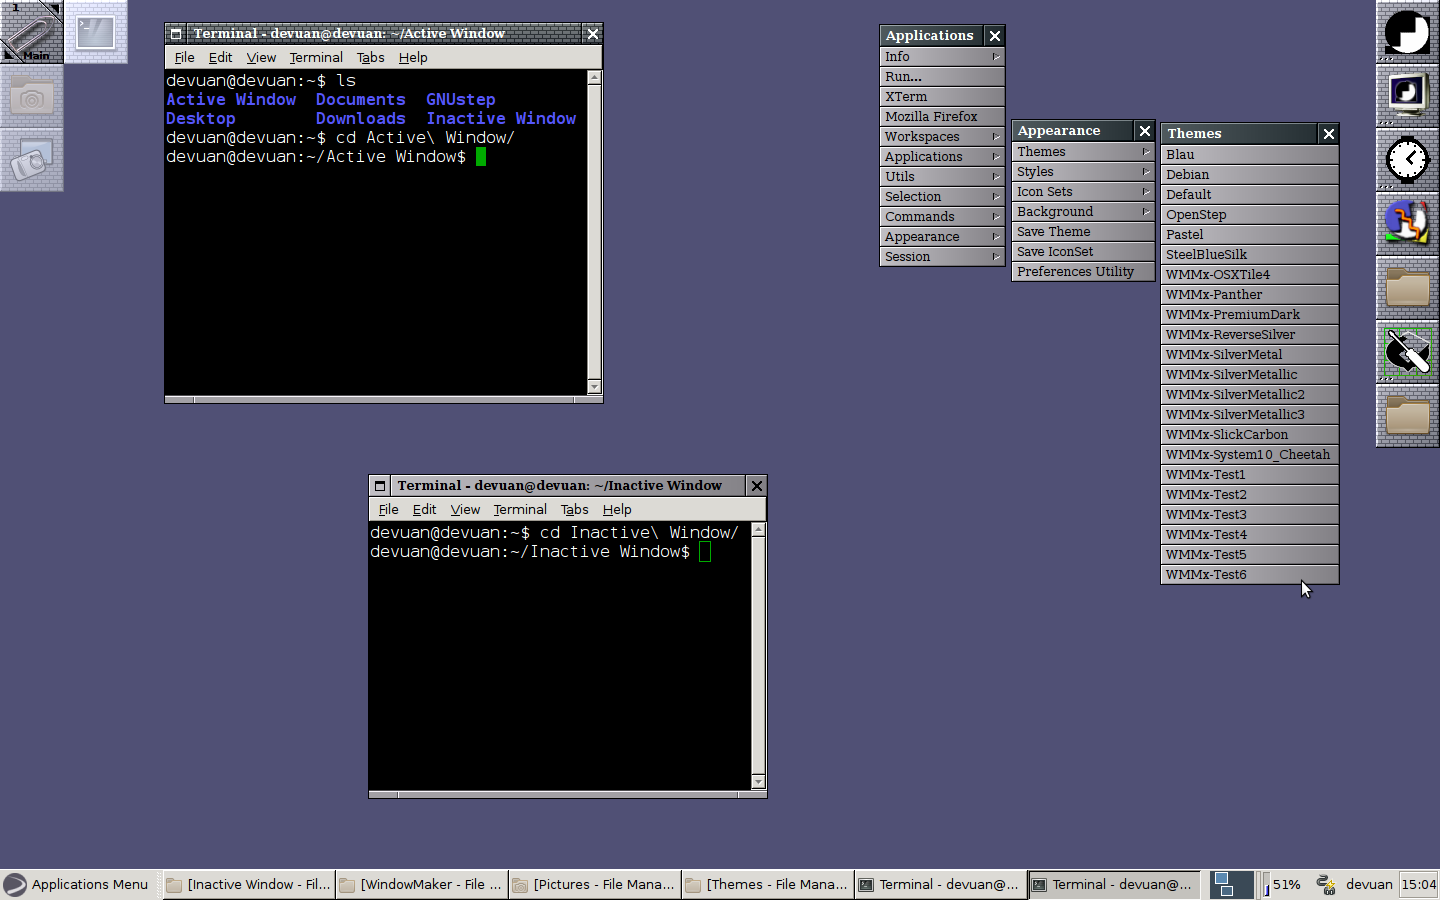 1
Main
Terminal - devuan@devuan: ~/Active Window
File Edit View Terminal Tabs Help
devuan@devuan:~$ ls
Active Window Documents GNUstep
Desktop Downloads Inactive Window
devuan@devuan:~$ cd Active\ Window/
devuan@devuan:~/Active Window$
Terminal - devuan@devuan: ~/Inactive Window
File Edit View Terminal Tabs Help
devuan@devuan:~$ cd Inactive\ Window/
devuan@devuan:~/Inactive Window$
Applications
Info
Run...
XTerm
Mozilla Firefox
Workspaces
Applications
Utils
Selection
Commands
Appearance
Session
Appearance
Themes
Styles
Icon Sets
Background
Save Theme
Save IconSet
Preferences Utility
Themes
Blau
Debian
Default
OpenStep
Pastel
SteelBlueSilk
WMMx-OSXTile4
WMMx-Panther
WMMx-PremiumDark
WMMx-ReverseSilver
WMMx-SilverMetal
WMMx-SilverMetallic
WMMx-SilverMetallic2
WMMx-SilverMetallic3
WMMx-SlickCarbon
WMMx-System10_Cheetah
WMMx-Test1
WMMx-Test2
WMMx-Test3
WMMx-Test4
WMMx-Test5
WMMx-Test6
Applications Menu [Inactive Window - Fil... [WindowMaker - File ... [Pictures - File Mana... [Themes - File Mana... Terminal - devuan@... Terminal - devuan@... 51% devuan 15:04